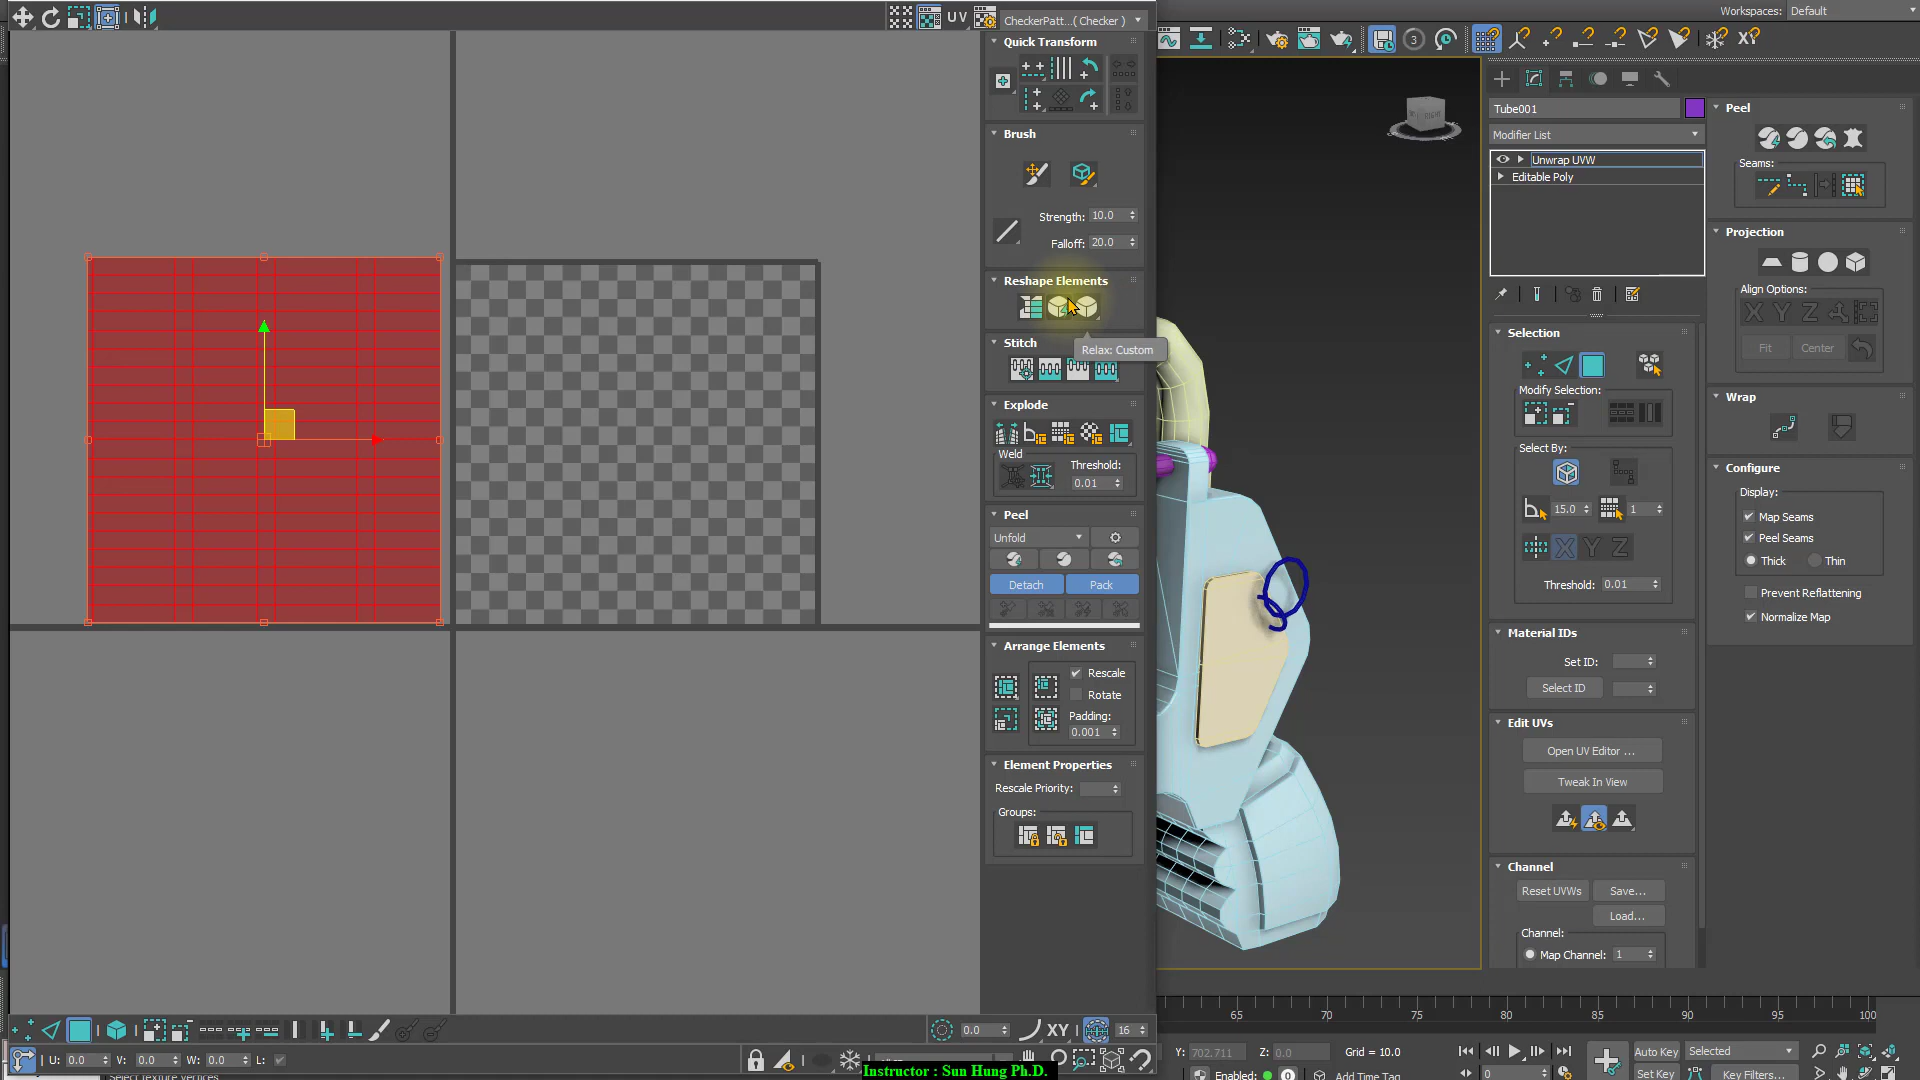 Workspaces: Default
UV CheckerPatt...( Checker )
Quick Transform
Brush
Strength: 10.0
Falloff: 20.0
Reshape Elements
Relax: Custom
Stitch
Explode
Weld
Threshold:
0.01
Peel
Unfold
Detach Pack
Arrange Elements
Rescale
Rotate
Padding:
0.001
Element Properties
Rescale Priority:
Groups:
0.0 XY 16
U: 0.0 V: 0.0 W: 0.0 L:
Instructor : Sun Hung Ph.D.
3
RIGHT
Tube001
Modifier List
Unwrap UVW
Editable Poly
Selection
Modify Selection:
Select By:
15.0 1
X Y Z
Threshold: 0.01
Material IDs
Set ID:
Select ID
Edit UVs
Open UV Editor ...
Tweak In View
Channel
Reset UVWs Save...
Load...
Channel:
Map Channel: 1
Peel
Seams:
Projection
Align Options:
X Y Z
Fit Center
Wrap
Configure
Display:
Map Seams
Peel Seams
Thick Thin
Prevent Reflattening
Normalize Map
65 70 75 80 85 90 95 100
Y: 702.711 Z: 0.0 Grid = 10.0
Auto Key Selected
Enabled: 0 Add Time Tag
0 Set Key Key Filters...